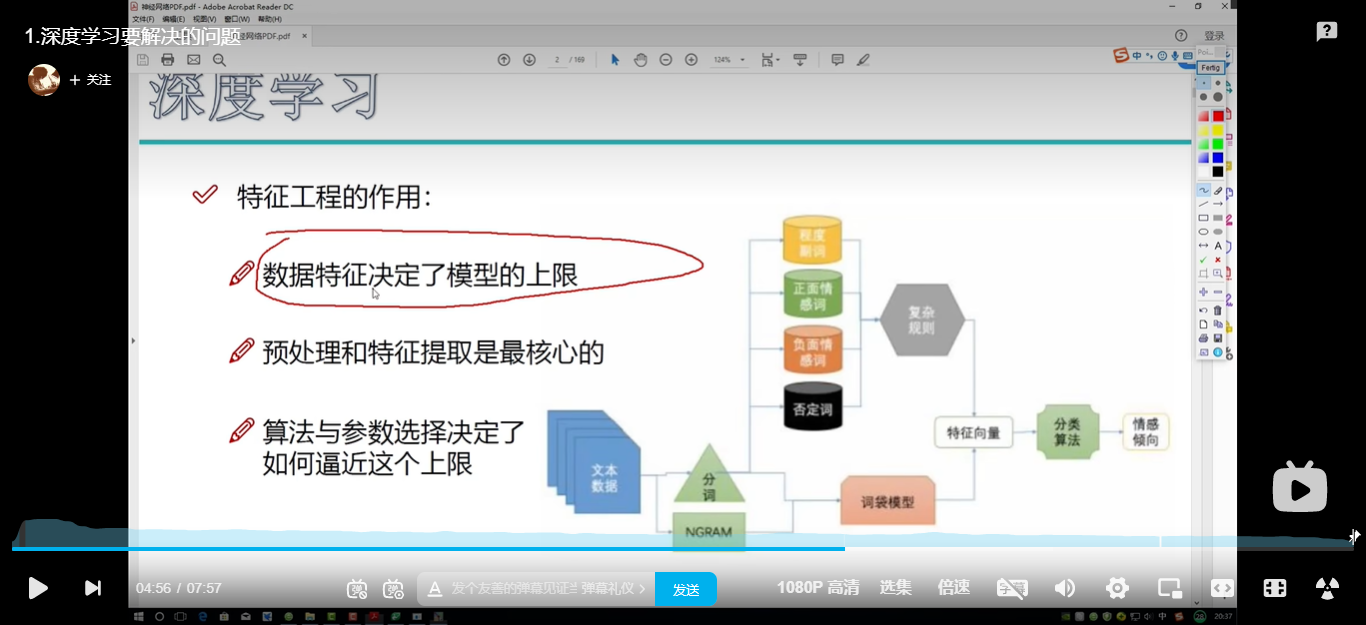 神经网络PDF.pdf - Adobe Acrobat Reader DC
文件(F) 编辑(E) 视图(V) 窗口(W) 帮助(H)
1.深度学习要解决的问题
经网络PDF.pdf ×
登录
+ 关注
2 / 169
124%
中
Fertig
深度学习
特征工程的作用：
数据特征决定了模型的上限
预处理和特征提取是最核心的
算法与参数选择决定了
如何逼近这个上限
程度
副词
正面情
感词
负面情
感词
否定词
复杂
规则
文本
数据
分
词
NGRAM
词袋模型
特征向量
分类
算法
情感
倾向
04:56 / 07:57
发个友善的弹幕见证
弹幕礼仪 >
发送
1080P 高清
选集
倍速
20:37